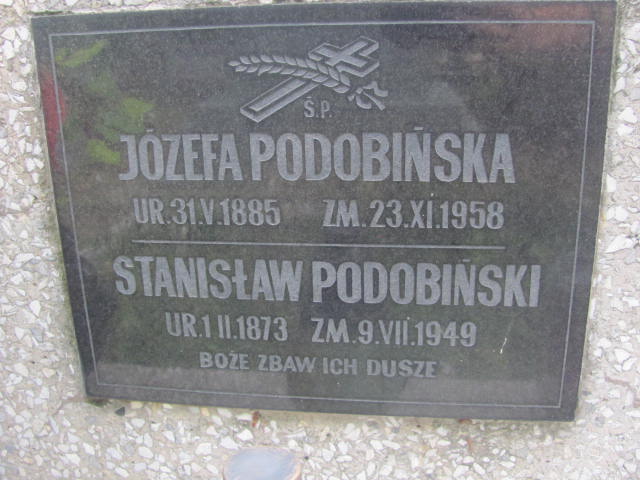 Ś.P.
JÓZEFA PODOBIŃSKA
UR.31.V.1885 ZM.23.XI.1958
STANISŁAW PODOBIŃSKI
UR.1 II.1873 ZM.9.VII.1949
BOŻE ZBAW ICH DUSZE